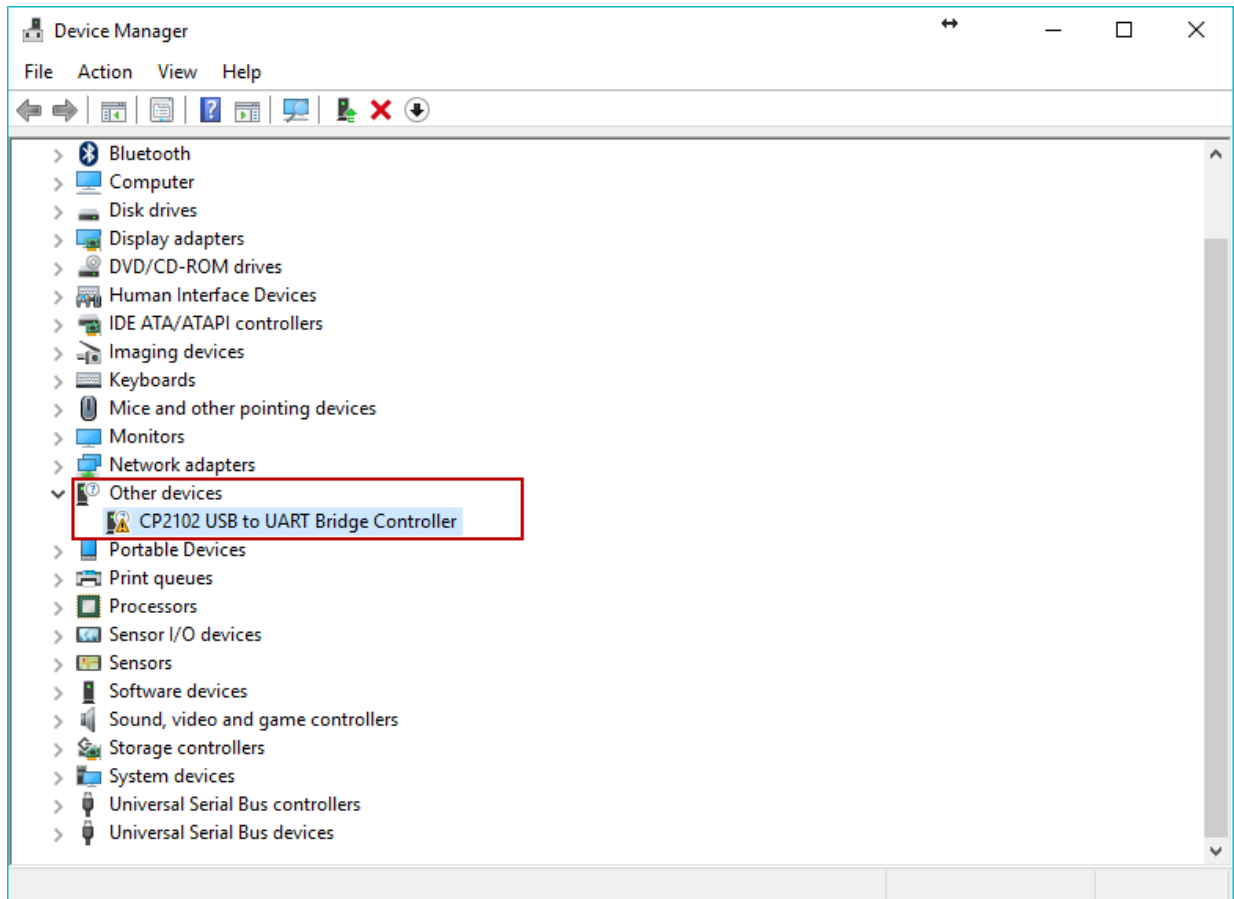 Device Manager
File Action View Help
Bluetooth
Computer
Disk drives
Display adapters
DVD/CD-ROM drives
Human Interface Devices
IDE ATA/ATAPI controllers
Imaging devices
Keyboards
Mice and other pointing devices
Monitors
Network adapters
Other devices
CP2102 USB to UART Bridge Controller
Portable Devices
Print queues
Processors
Sensor I/O devices
Sensors
Software devices
Sound, video and game controllers
Storage controllers
System devices
Universal Serial Bus controllers
Universal Serial Bus devices